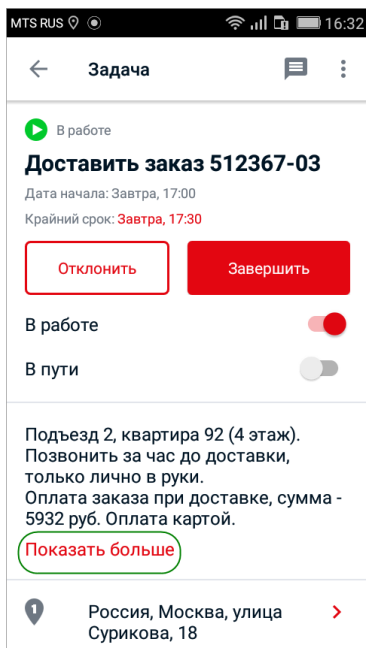 MTS RUS 16:32
Задача
В работе
Доставить заказ 512367-03
Дата начала: Завтра, 17:00
Крайний срок: Завтра, 17:30
Отклонить Завершить
В работе
В пути
Подъезд 2, квартира 92 (4 этаж).
Позвонить за час до доставки,
только лично в руки.
Оплата заказа при доставке, сумма -
5932 руб. Оплата картой.
Показать больше
1 Россия, Москва, улица
Сурикова, 18